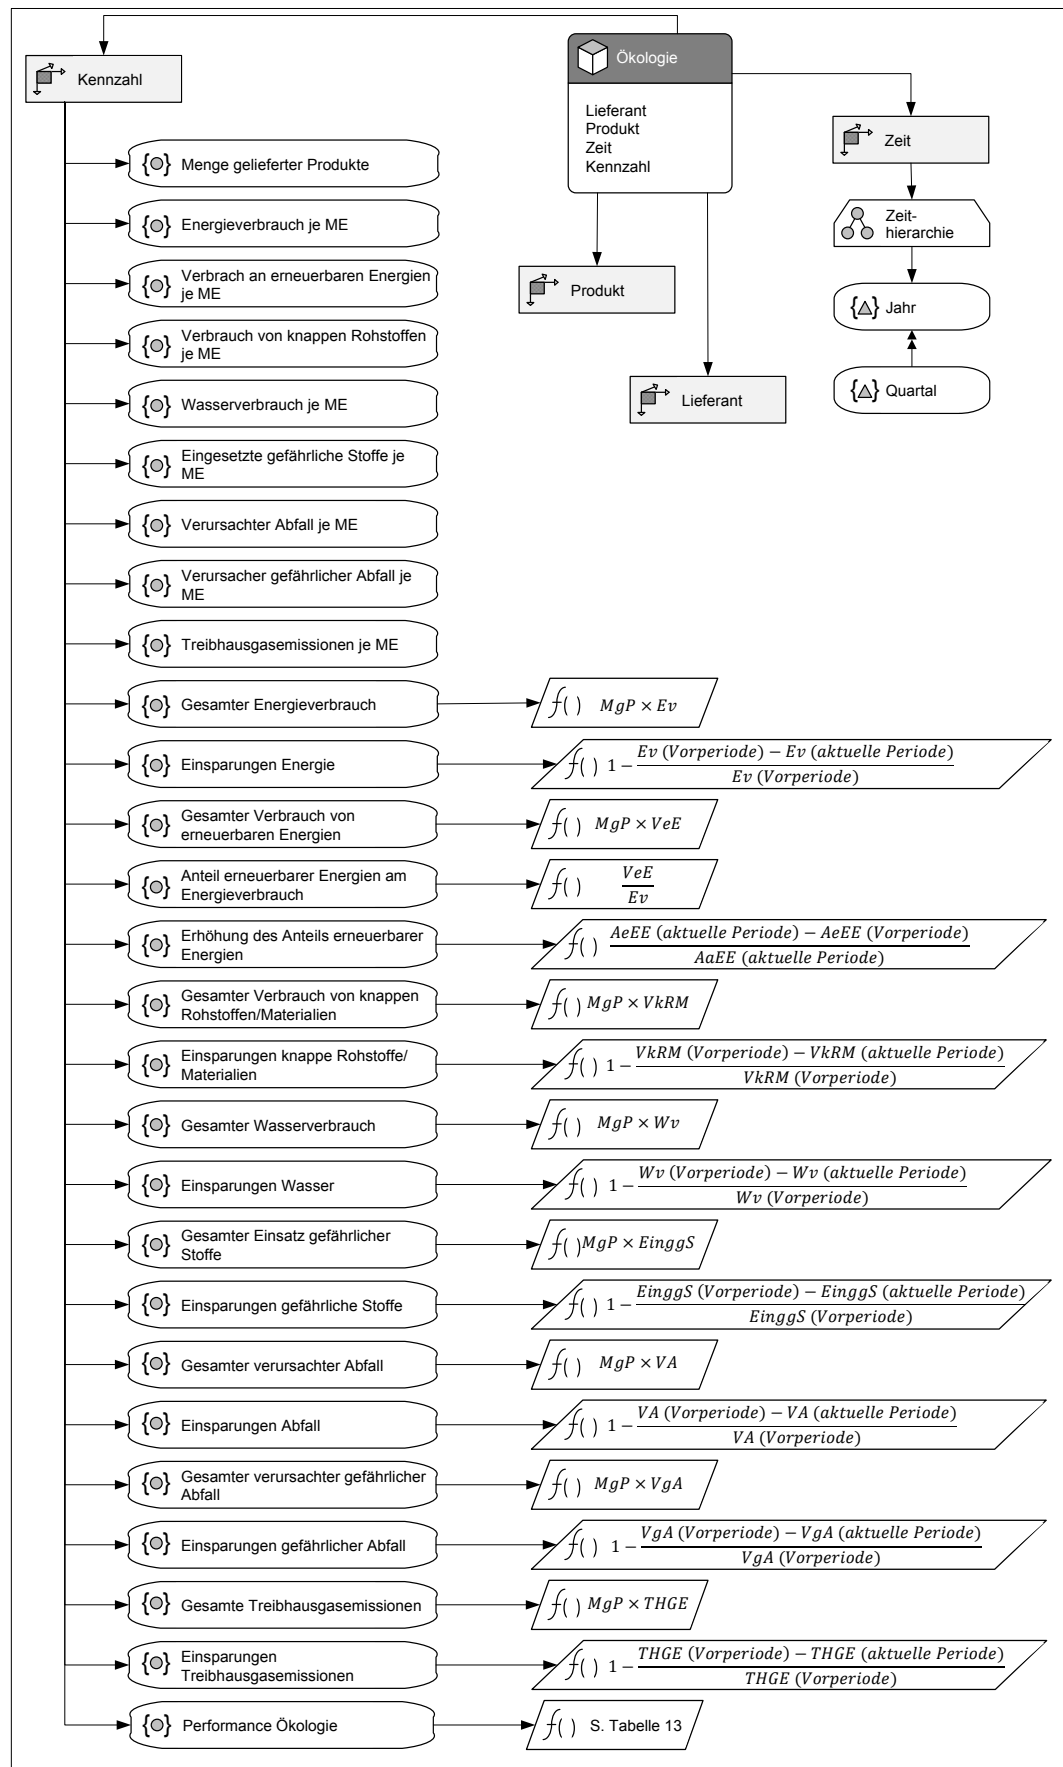 Kennzahl
Ökologie
Lieferant
Produkt
Zeit
Kennzahl
Zeit
Zeit-
hierarchie
Jahr
Quartal
Produkt
Lieferant
{○} Menge gelieferter Produkte
{○} Energieverbrauch je ME
{○} Verbrach an erneuerbaren Energien
je ME
{○} Verbrauch von knappen Rohstoffen
je ME
{○} Wasserverbrauch je ME
{○} Eingesetzte gefährliche Stoffe je
ME
{○} Verursachter Abfall je ME
{○} Verursacher gefährlicher Abfall je
ME
{○} Treibhausgasemissionen je ME
{○} Gesamter Energieverbrauch
f( ) MgP × Ev
{○} Einsparungen Energie
f( ) 1 − Ev (Vorperiode) − Ev (aktuelle Periode)
Ev (Vorperiode)
{○} Gesamter Verbrauch von
erneuerbaren Energien
f( ) MgP × VeE
{○} Anteil erneuerbarer Energien am
Energieverbrauch
f( ) VeE
Ev
{○} Erhöhung des Anteils erneuerbarer
Energien
f( ) AeEE (aktuelle Periode) − AeEE (Vorperiode)
AaEE (aktuelle Periode)
{○} Gesamter Verbrauch von knappen
Rohstoffen/Materialien
f( ) MgP × VkRM
{○} Einsparungen knappe Rohstoffe/
Materialien
f( ) 1 − VkRM (Vorperiode) − VkRM (aktuelle Periode)
VkRM (Vorperiode)
{○} Gesamter Wasserverbrauch
f( ) MgP × Wv
{○} Einsparungen Wasser
f( ) 1 − Wv (Vorperiode) − Wv (aktuelle Periode)
Wv (Vorperiode)
{○} Gesamter Einsatz gefährlicher
Stoffe
f( ) MgP × EinggS
{○} Einsparungen gefährliche Stoffe
f( ) 1 − EinggS (Vorperiode) − EinggS (aktuelle Periode)
EinggS (Vorperiode)
{○} Gesamter verursachter Abfall
f( ) MgP × VA
{○} Einsparungen Abfall
f( ) 1 − VA (Vorperiode) − VA (aktuelle Periode)
VA (Vorperiode)
{○} Gesamter verursachter gefährlicher
Abfall
f( ) MgP × VgA
{○} Einsparungen gefährlicher Abfall
f( ) 1 − VgA (Vorperiode) − VgA (aktuelle Periode)
VgA (Vorperiode)
{○} Gesamte Treibhausgasemissionen
f( ) MgP × THGE
{○} Einsparungen
Treibhausgasemissionen
f( ) 1 − THGE (Vorperiode) − THGE (aktuelle Periode)
THGE (Vorperiode)
{○} Performance Ökologie
f( ) S. Tabelle 13